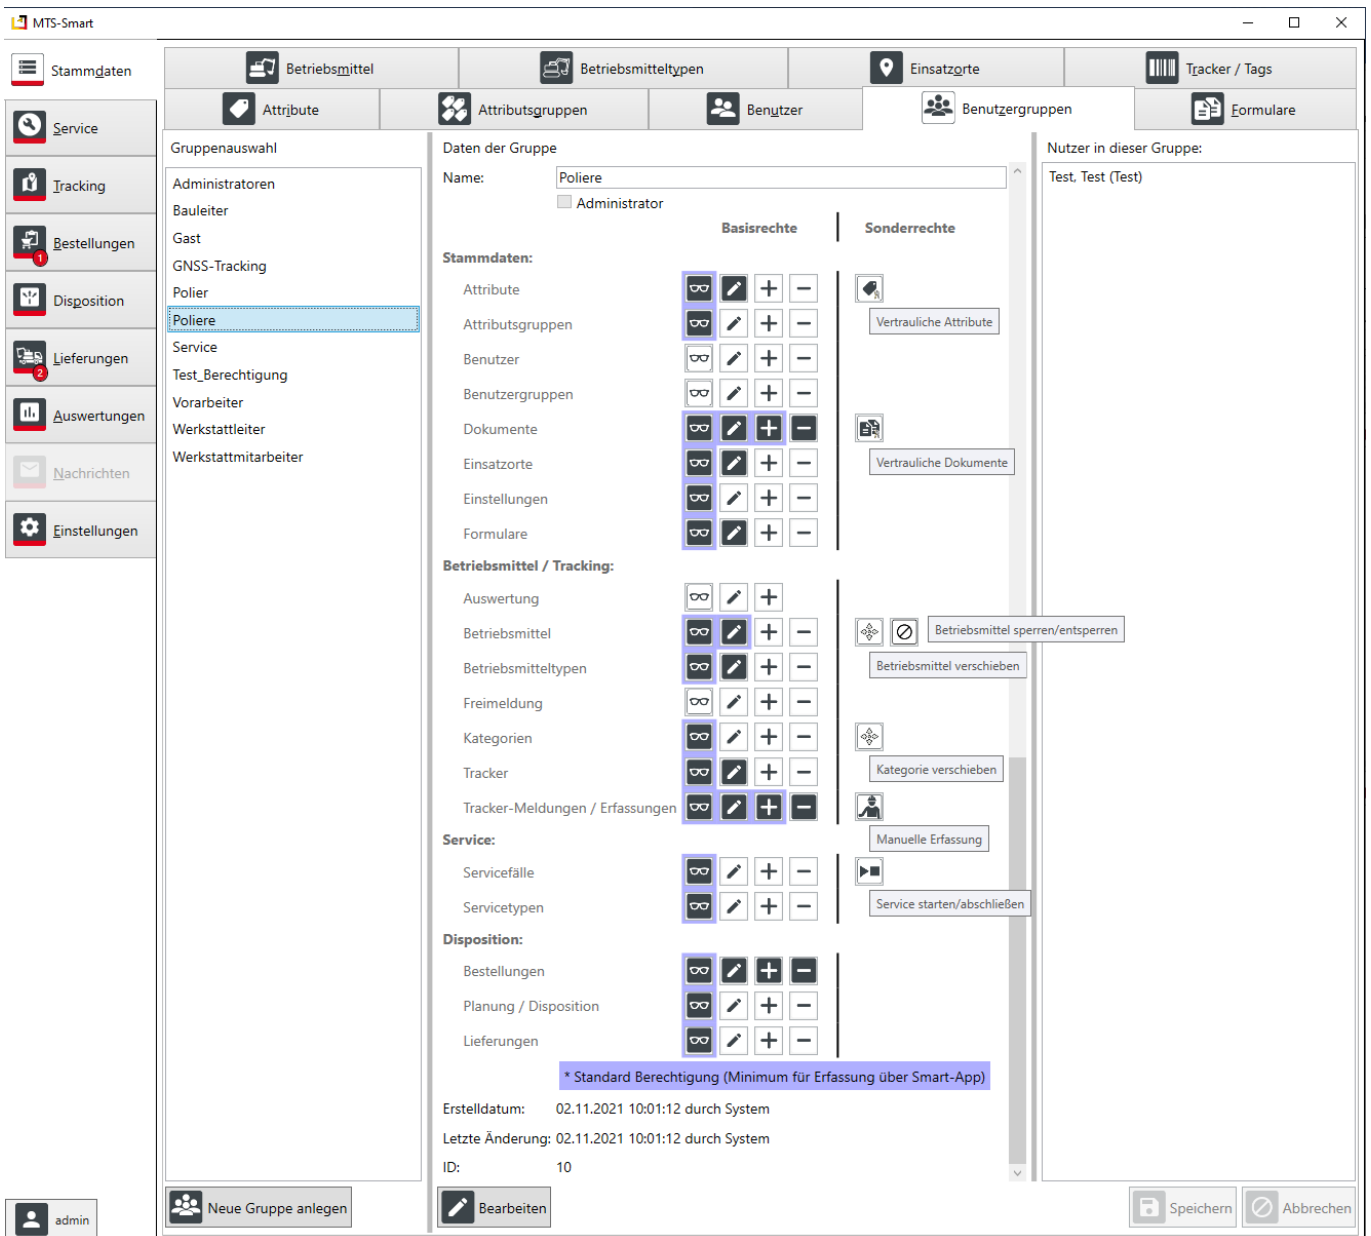 MTS-Smart
Stammdaten
Service
Tracking
Bestellungen
1
Disposition
Lieferungen
2
Auswertungen
Nachrichten
Einstellungen
admin
Betriebsmittel
Betriebsmitteltypen
Einsatzorte
Tracker / Tags
Attribute
Attributsgruppen
Benutzer
Benutzergruppen
Formulare
Gruppenauswahl
Administratoren
Bauleiter
Gast
GNSS-Tracking
Polier
Poliere
Service
Test_Berechtigung
Vorarbeiter
Werkstattleiter
Werkstattmitarbeiter
Neue Gruppe anlegen
Daten der Gruppe
Name: Poliere
Administrator
Basisrechte Sonderrechte
Stammdaten:
Attribute
Vertrauliche Attribute
Attributsgruppen
Benutzer
Benutzergruppen
Dokumente
Vertrauliche Dokumente
Einsatzorte
Einstellungen
Formulare
Betriebsmittel / Tracking:
Auswertung
Betriebsmittel
Betriebsmittel sperren/entsperren
Betriebsmittel verschieben
Betriebsmitteltypen
Freimeldung
Kategorien
Kategorie verschieben
Tracker
Tracker-Meldungen / Erfassungen
Manuelle Erfassung
Service:
Servicefälle
Service starten/abschließen
Servicetypen
Disposition:
Bestellungen
Planung / Disposition
Lieferungen
* Standard Berechtigung (Minimum für Erfassung über Smart-App)
Erstelldatum: 02.11.2021 10:01:12 durch System
Letzte Änderung: 02.11.2021 10:01:12 durch System
ID: 10
Bearbeiten
Nutzer in dieser Gruppe:
Test, Test (Test)
Speichern
Abbrechen